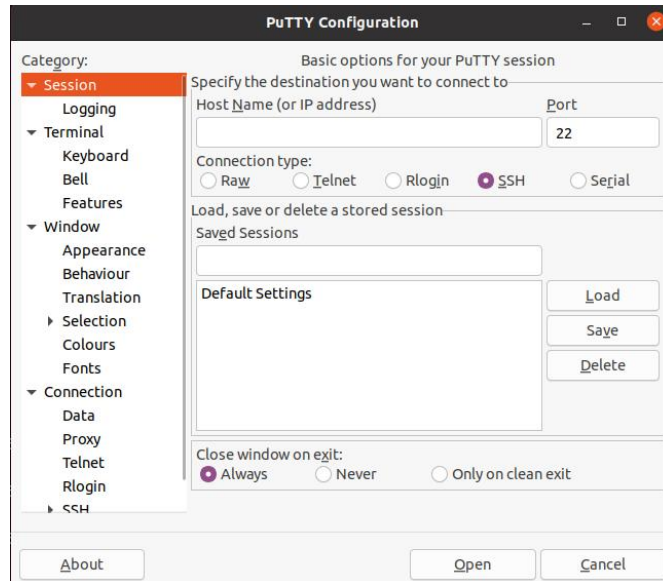 PuTTY Configuration
Category:
Session
Logging
Terminal
Keyboard
Bell
Features
Window
Appearance
Behaviour
Translation
Selection
Colours
Fonts
Connection
Data
Proxy
Telnet
Rlogin
SSH
Basic options for your PuTTY session
Specify the destination you want to connect to
Host Name (or IP address) Port
22
Connection type:
Raw Telnet Rlogin SSH Serial
Load, save or delete a stored session
Saved Sessions
Default Settings
Load
Save
Delete
Close window on exit:
Always Never Only on clean exit
About Open Cancel